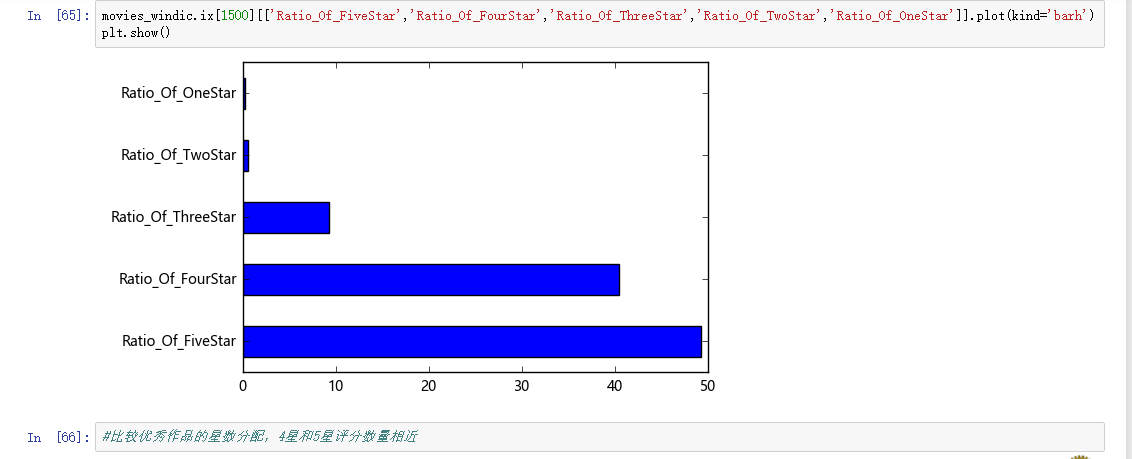 In [65]: movies_windic.ix[1500][['Ratio_Of_FiveStar','Ratio_Of_FourStar','Ratio_Of_ThreeStar','Ratio_Of_TwoStar','Ratio_Of_OneStar']].plot(kind='barh')
plt.show()
Ratio_Of_OneStar
Ratio_Of_TwoStar
Ratio_Of_ThreeStar
Ratio_Of_FourStar
Ratio_Of_FiveStar
0 10 20 30 40 50
In [66]: #比较优秀作品的星数分配，4星和5星评分数量相近